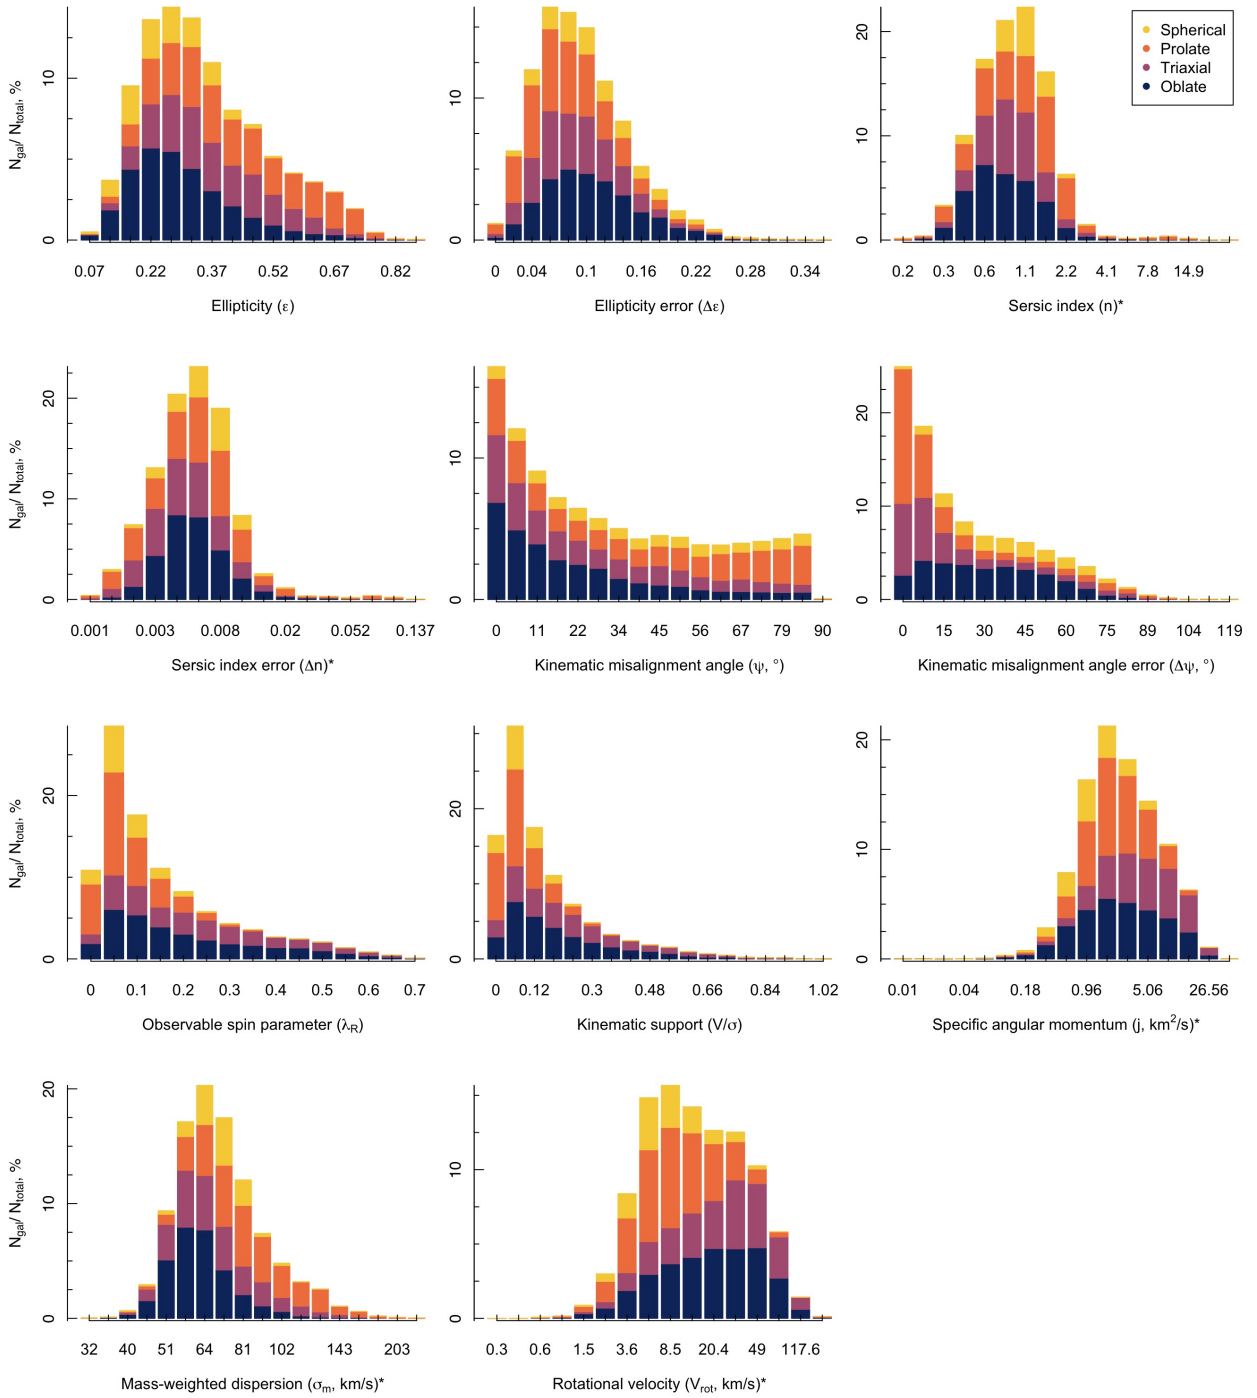 Spherical
Prolate
Triaxial
Oblate
N_gal/ N_total, %
0 10
0.07 0.22 0.37 0.52 0.67 0.82
Ellipticity (ε)
0 10
0 0.04 0.1 0.16 0.22 0.28 0.34
Ellipticity error (Δε)
0 10 20
0.2 0.3 0.6 1.1 2.2 4.1 7.8 14.9
Sersic index (n)*
N_gal/ N_total, %
0 10 20
0.001 0.003 0.008 0.02 0.052 0.137
Sersic index error (Δn)*
0 10
0 11 22 34 45 56 67 79 90
Kinematic misalignment angle (ψ, °)
0 10 20
0 15 30 45 60 75 89 104 119
Kinematic misalignment angle error (Δψ, °)
N_gal/ N_total, %
0 20
0 0.1 0.2 0.3 0.4 0.5 0.6 0.7
Observable spin parameter (λ_R)
0 20
0 0.12 0.3 0.48 0.66 0.84 1.02
Kinematic support (V/σ)
0 10 20
0.01 0.04 0.18 0.96 5.06 26.56
Specific angular momentum (j, km²/s)*
N_gal/ N_total, %
0 10 20
32 40 51 64 81 102 143 203
Mass-weighted dispersion (σ_m, km/s)*
0 10
0.3 0.6 1.5 3.6 8.5 20.4 49 117.6
Rotational velocity (V_rot, km/s)*